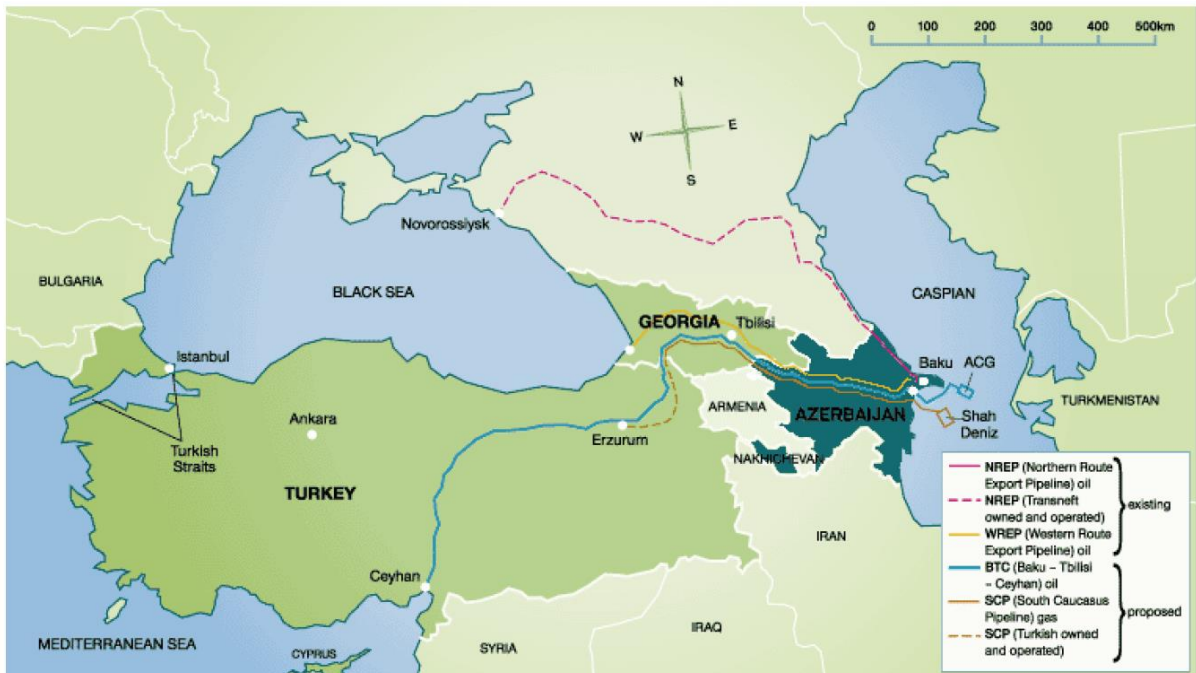 0 100 200 300 400 500km
N
W E
S
Novorossiysk
BULGARIA
BLACK SEA
CASPIAN
GEORGIA
Tbilisi
Istanbul
Baku
ACG
Ankara
ARMENIA
AZERBAIJAN
TURKMENISTAN
Erzurum
Shah
Deniz
Turkish
Straits
NAKHICHEVAN
TURKEY
IRAN
Ceyhan
MEDITERRANEAN SEA
CYPRUS
SYRIA
IRAQ
NREP (Northern Route
Export Pipeline) oil
NREP (Transneft
owned and operated)
WREP (Western Route
Export Pipeline) oil
existing
BTC (Baku – Tbilisi
– Ceyhan) oil
SCP (South Caucasus
Pipeline) gas
SCP (Turkish owned
and operated)
proposed